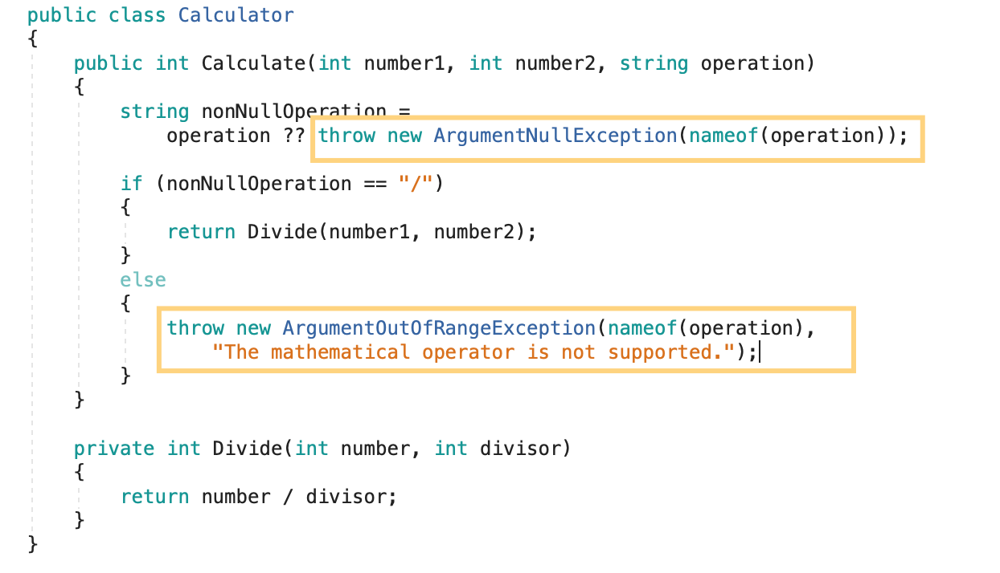 public class Calculator
{
    public int Calculate(int number1, int number2, string operation)
    {
        string nonNullOperation =
            operation ?? throw new ArgumentNullException(nameof(operation));

        if (nonNullOperation == "/")
        {
            return Divide(number1, number2);
        }
        else
        {
            throw new ArgumentOutOfRangeException(nameof(operation),
                "The mathematical operator is not supported.");
        }
    }

    private int Divide(int number, int divisor)
    {
        return number / divisor;
    }
}